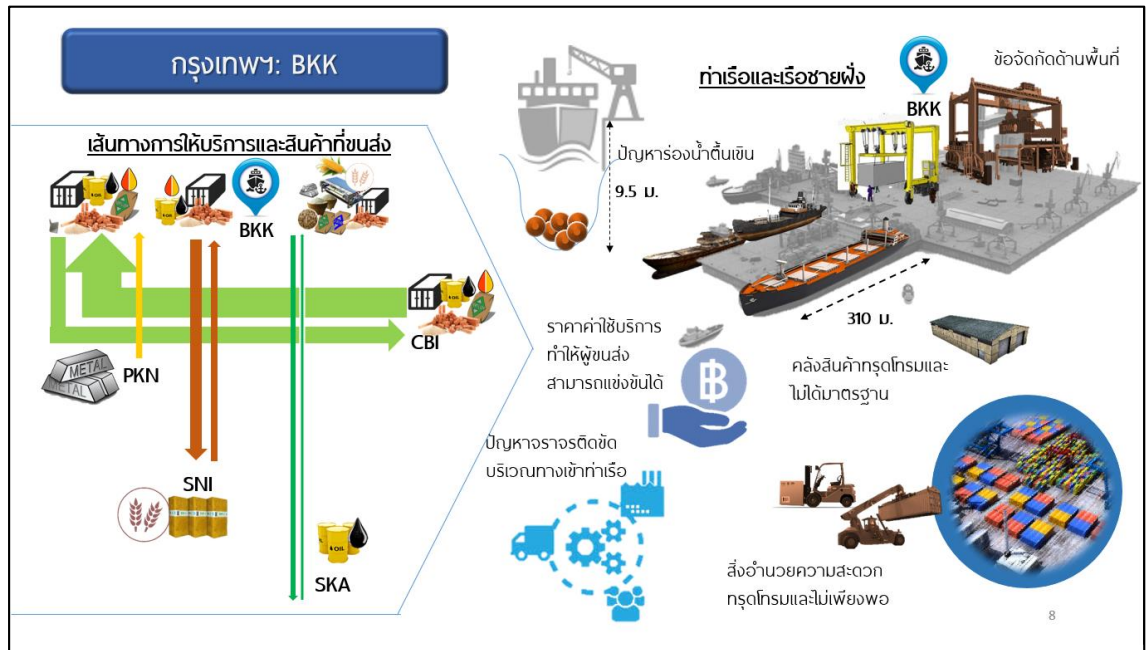 กรุงเทพฯ: BKK
เส้นทางการให้บริการและสินค้าที่ขนส่ง
OIL
OIL
BKK
CBI
OIL
PKN
METAL
METAL
SNI
OIL
SKA
ท่าเรือและเรือชายฝั่ง
BKK
ข้อจัดกัดด้านพื้นที่
ปัญหาร่องน้ำตื้นเขิน
9.5 ม.
310 ม.
ราคาค่าใช้บริการ
ทำให้ผู้ขนส่ง
สามารถแข่งขันได้
฿
คลังสินค้าทรุดโทรมและ
ไม่ได้มาตรฐาน
ปัญหาจราจรติดขัด
บริเวณทางเข้าท่าเรือ
สิ่งอำนวยความสะดวก
ทรุดโทรมและไม่เพียงพอ
8